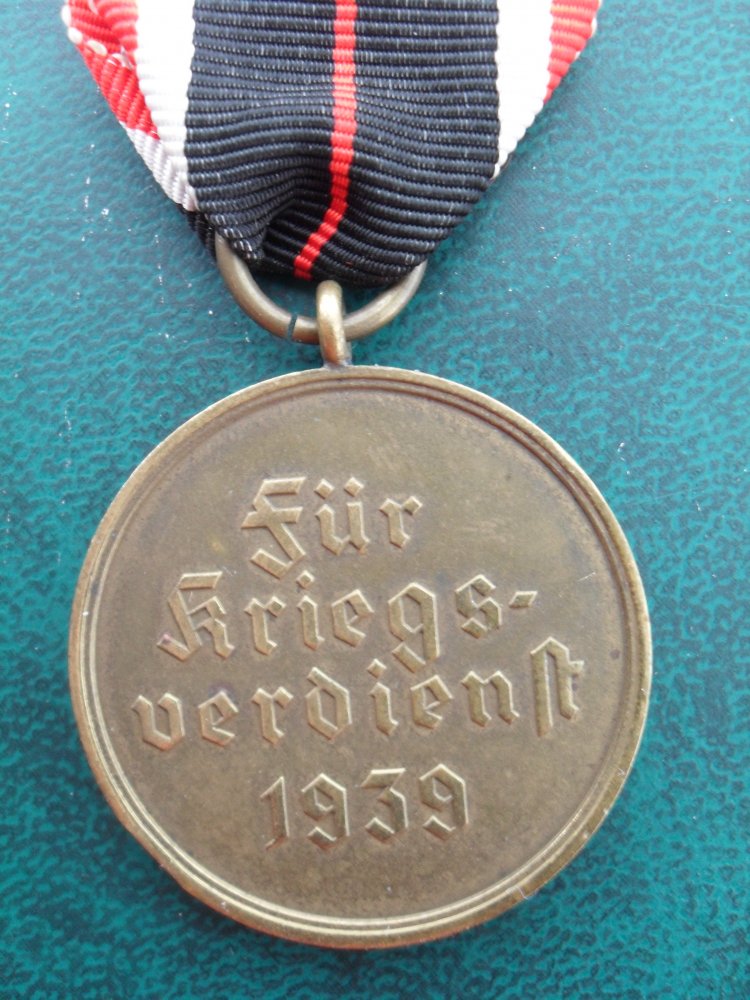 Für
Kriegs-
verdienst
1939